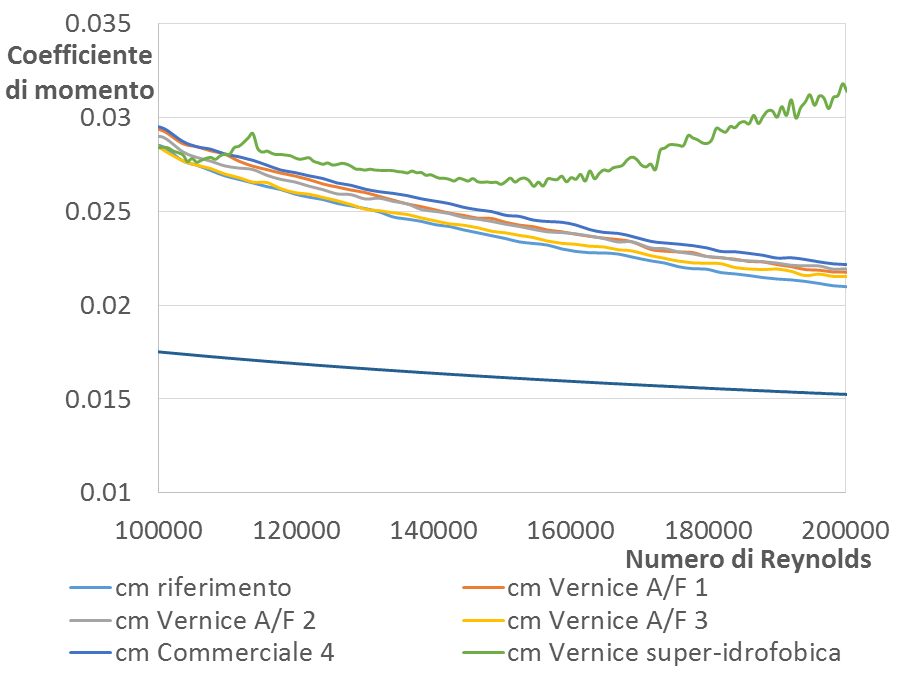 0.035
Coefficiente
di momento
0.03
0.025
0.02
0.015
0.01
100000 120000 140000 160000 180000 200000
Numero di Reynolds
cm riferimento cm Vernice A/F 1
cm Vernice A/F 2 cm Vernice A/F 3
cm Commerciale 4 cm Vernice super-idrofobica